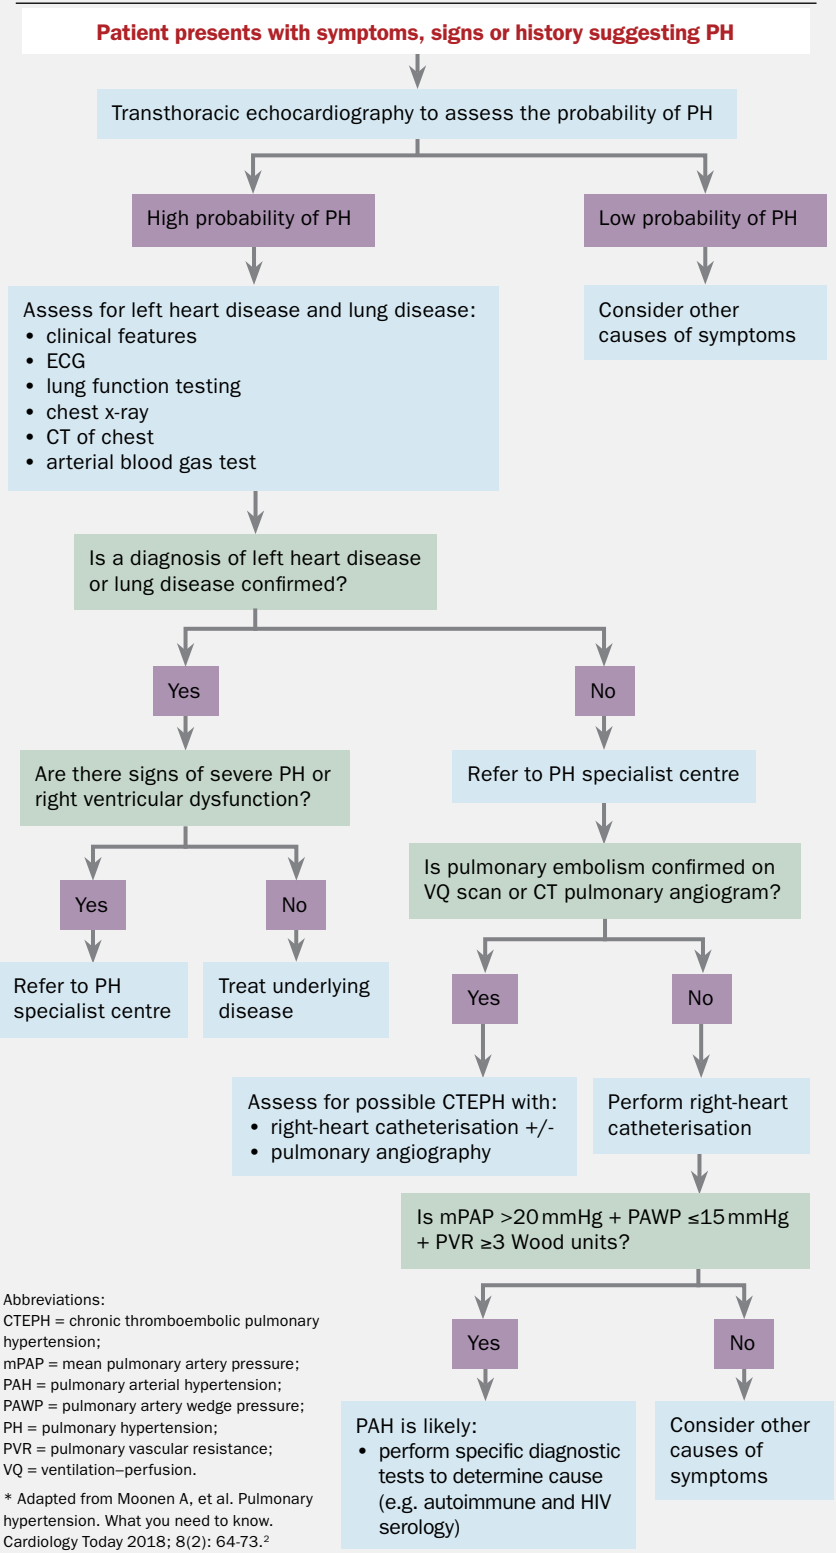 Patient presents with symptoms, signs or history suggesting PH
Transthoracic echocardiography to assess the probability of PH
High probability of PH
Low probability of PH
Assess for left heart disease and lung disease:
• clinical features
• ECG
• lung function testing
• chest x-ray
• CT of chest
• arterial blood gas test
Consider other
causes of symptoms
Is a diagnosis of left heart disease
or lung disease confirmed?
Yes
No
Are there signs of severe PH or
right ventricular dysfunction?
Refer to PH specialist centre
Yes
No
Is pulmonary embolism confirmed on
VQ scan or CT pulmonary angiogram?
Refer to PH
specialist centre
Treat underlying
disease
Yes
No
Assess for possible CTEPH with:
• right-heart catheterisation +/-
• pulmonary angiography
Perform right-heart
catheterisation
Is mPAP >20 mmHg + PAWP ≤15 mmHg
+ PVR ≥3 Wood units?
Yes
No
PAH is likely:
• perform specific diagnostic
tests to determine cause
(e.g. autoimmune and HIV
serology)
Consider other
causes of
symptoms
Abbreviations:
CTEPH = chronic thromboembolic pulmonary
hypertension;
mPAP = mean pulmonary artery pressure;
PAH = pulmonary arterial hypertension;
PAWP = pulmonary artery wedge pressure;
PH = pulmonary hypertension;
PVR = pulmonary vascular resistance;
VQ = ventilation–perfusion.
* Adapted from Moonen A, et al. Pulmonary
hypertension. What you need to know.
Cardiology Today 2018; 8(2): 64-73.²